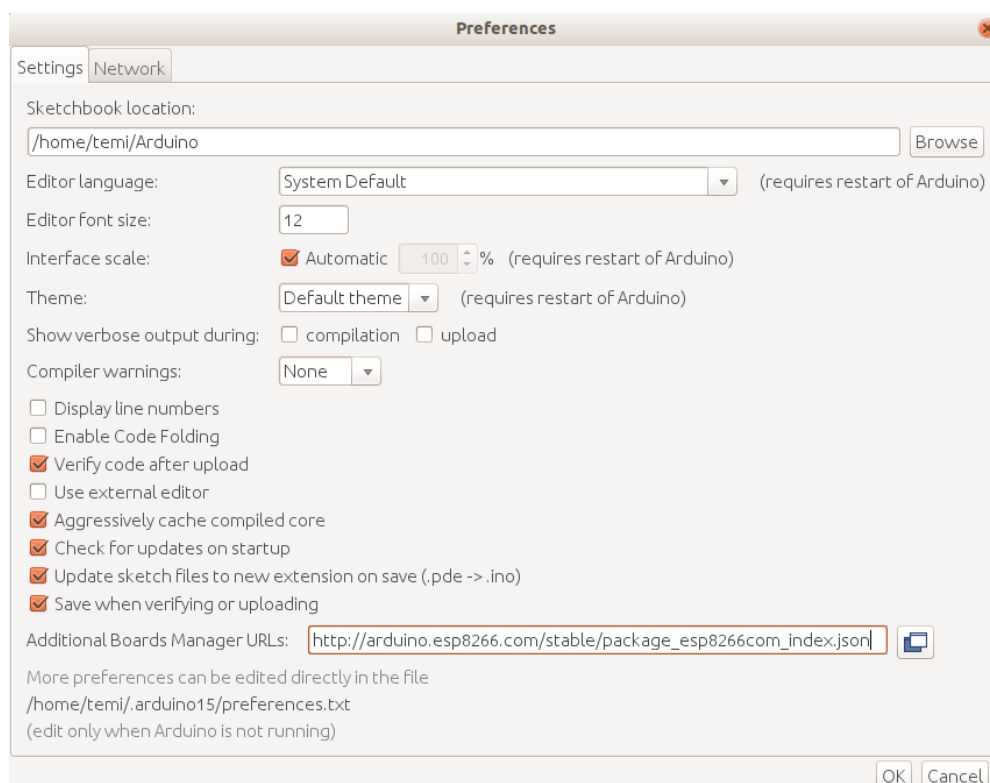 Preferences
Settings Network
Sketchbook location:
/home/temi/Arduino Browse
Editor language: System Default (requires restart of Arduino)
Editor font size: 12
Interface scale: Automatic 100 % (requires restart of Arduino)
Theme: Default theme (requires restart of Arduino)
Show verbose output during: compilation upload
Compiler warnings: None
Display line numbers
Enable Code Folding
Verify code after upload
Use external editor
Aggressively cache compiled core
Check for updates on startup
Update sketch files to new extension on save (.pde -> .ino)
Save when verifying or uploading
Additional Boards Manager URLs: http://arduino.esp8266.com/stable/package_esp8266com_index.json
More preferences can be edited directly in the file
/home/temi/.arduino15/preferences.txt
(edit only when Arduino is not running)
OK Cancel